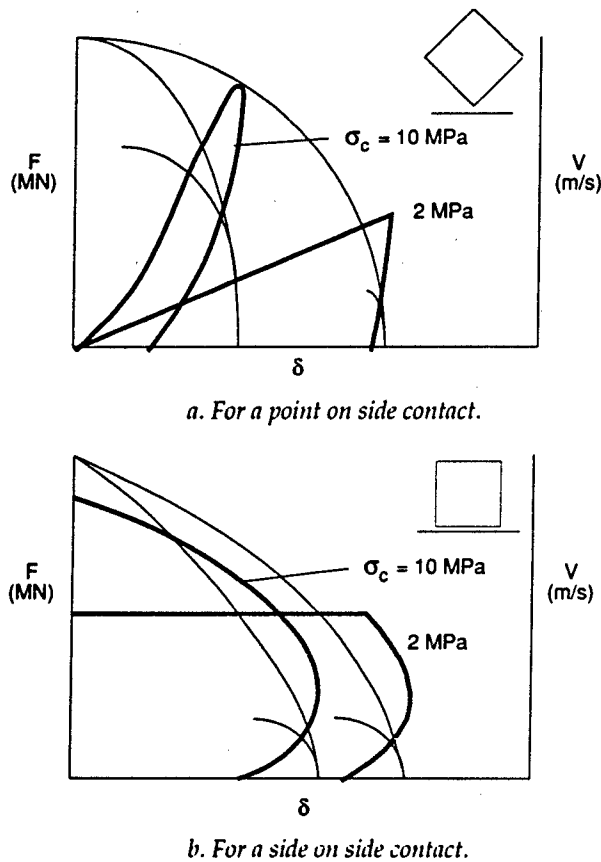 F
(MN)
σc = 10 MPa
2 MPa
V
(m/s)
δ
a. For a point on side contact.
F
(MN)
σc = 10 MPa
2 MPa
V
(m/s)
δ
b. For a side on side contact.